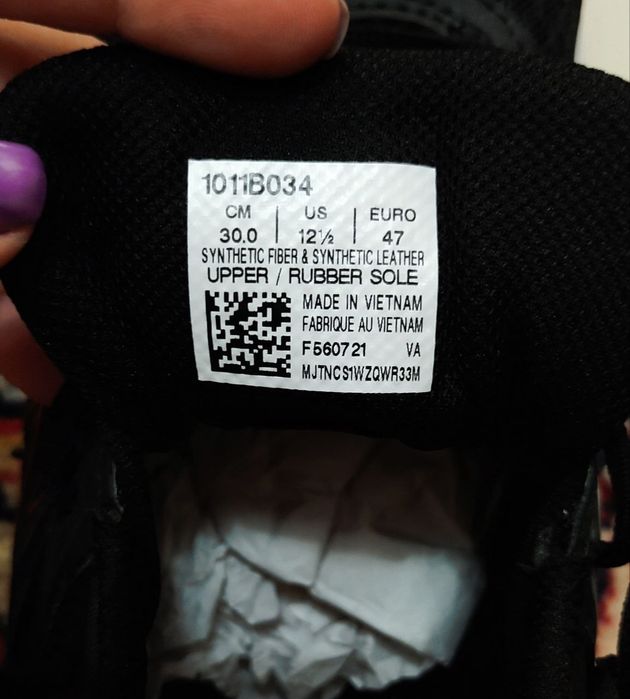 1011B034
CM | US | EURO
30.0 | 12½ | 47
SYNTHETIC FIBER & SYNTHETIC LEATHER
UPPER / RUBBER SOLE
MADE IN VIETNAM
FABRIQUE AU VIETNAM
F560721 VA
MJTNCS1WZQWR33M